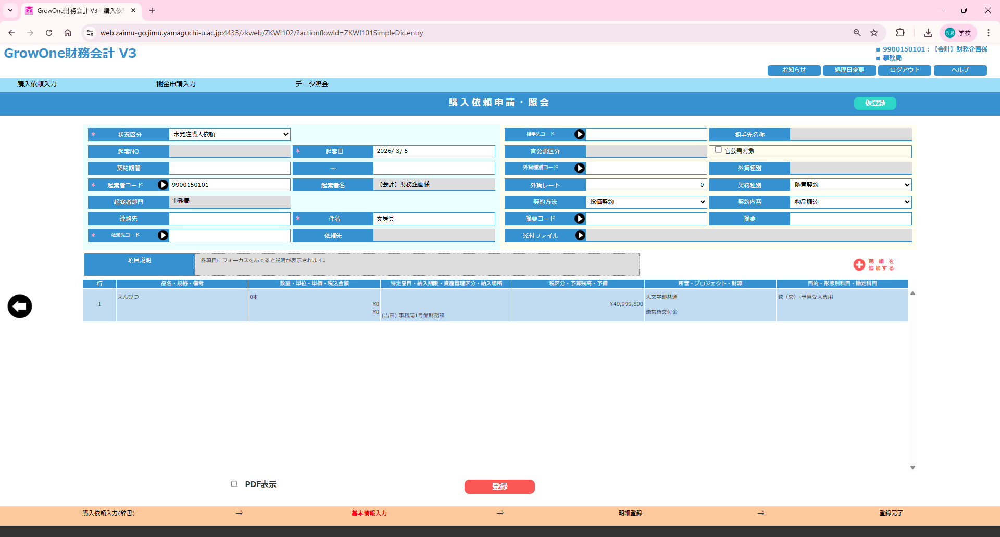 GrowOne財務会計 V3 - 購入依
web.zaimu-go.jimu.yamaguchi-u.ac.jp:4433/zkweb/ZKWI102/?actionflowId=ZKWI101SimpleDic.entry
秀晃 学校
GrowOne財務会計 V3
■ 9900150101：【会計】財務企画係
■ 事務局
お知らせ 処理日変更 ログアウト ヘルプ
購入依頼入力 謝金申請入力 データ照会
購入依頼申請・照会 仮登録
* 状況区分 未発注購入依頼 相手先コード 相手先名称
起案NO * 起案日 2026/ 3/ 5 官公需区分 官公需対象
契約期間 ～ 外貨種別コード 外貨種別
* 起案者コード 9900150101 起案者名 【会計】財務企画係 外貨レート 0 契約種別 随意契約
起案者部門 事務局 契約方法 総価契約 契約内容 物品調達
連絡先 * 件名 文房具 摘要コード 摘要
* 依頼先コード 依頼先 添付ファイル
項目説明 各項目にフォーカスをあてると説明が表示されます。 明細を
追加する
行 品名・規格・備考 数量・単位・単価・税込金額 特定品目・納入期限・資産管理区分・納入場所 税区分・予算残高・予備 所管・プロジェクト・財源 目的・形態別科目・勘定科目
えんぴつ 0本 人文学部共通 教（交）-予算受入専用
1 ¥0 ¥49,999,890
¥0 運営費交付金
(吉田) 事務局1号館財務課
PDF表示 登録
購入依頼入力(辞書) ⇒ 基本情報入力 ⇒ 明細登録 ⇒ 登録完了